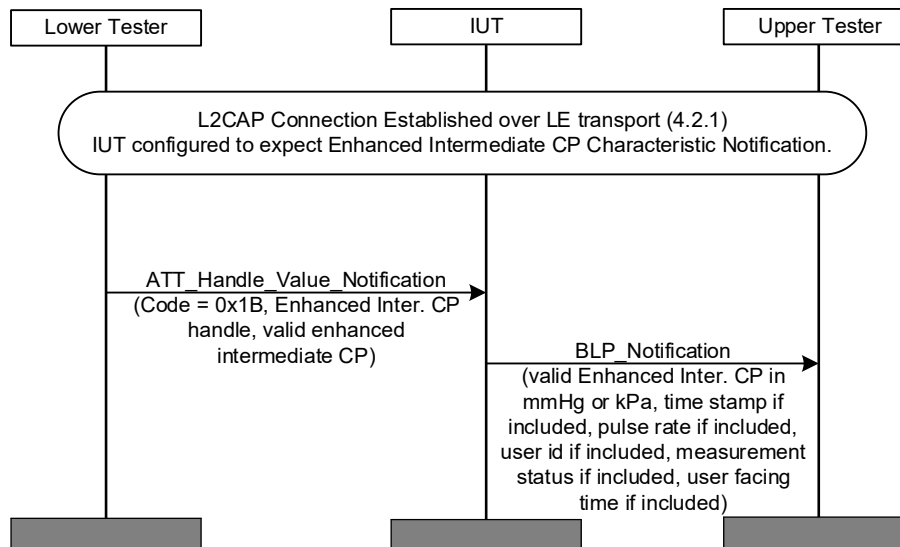 Lower Tester
IUT
Upper Tester
L2CAP Connection Established over LE transport (4.2.1)
IUT configured to expect Enhanced Intermediate CP Characteristic Notification.
ATT_Handle_Value_Notification
(Code = 0x1B, Enhanced Inter. CP
handle, valid enhanced
intermediate CP)
BLP_Notification
(valid Enhanced Inter. CP in
mmHg or kPa, time stamp if
included, pulse rate if included,
user id if included, measurement
status if included, user facing
time if included)